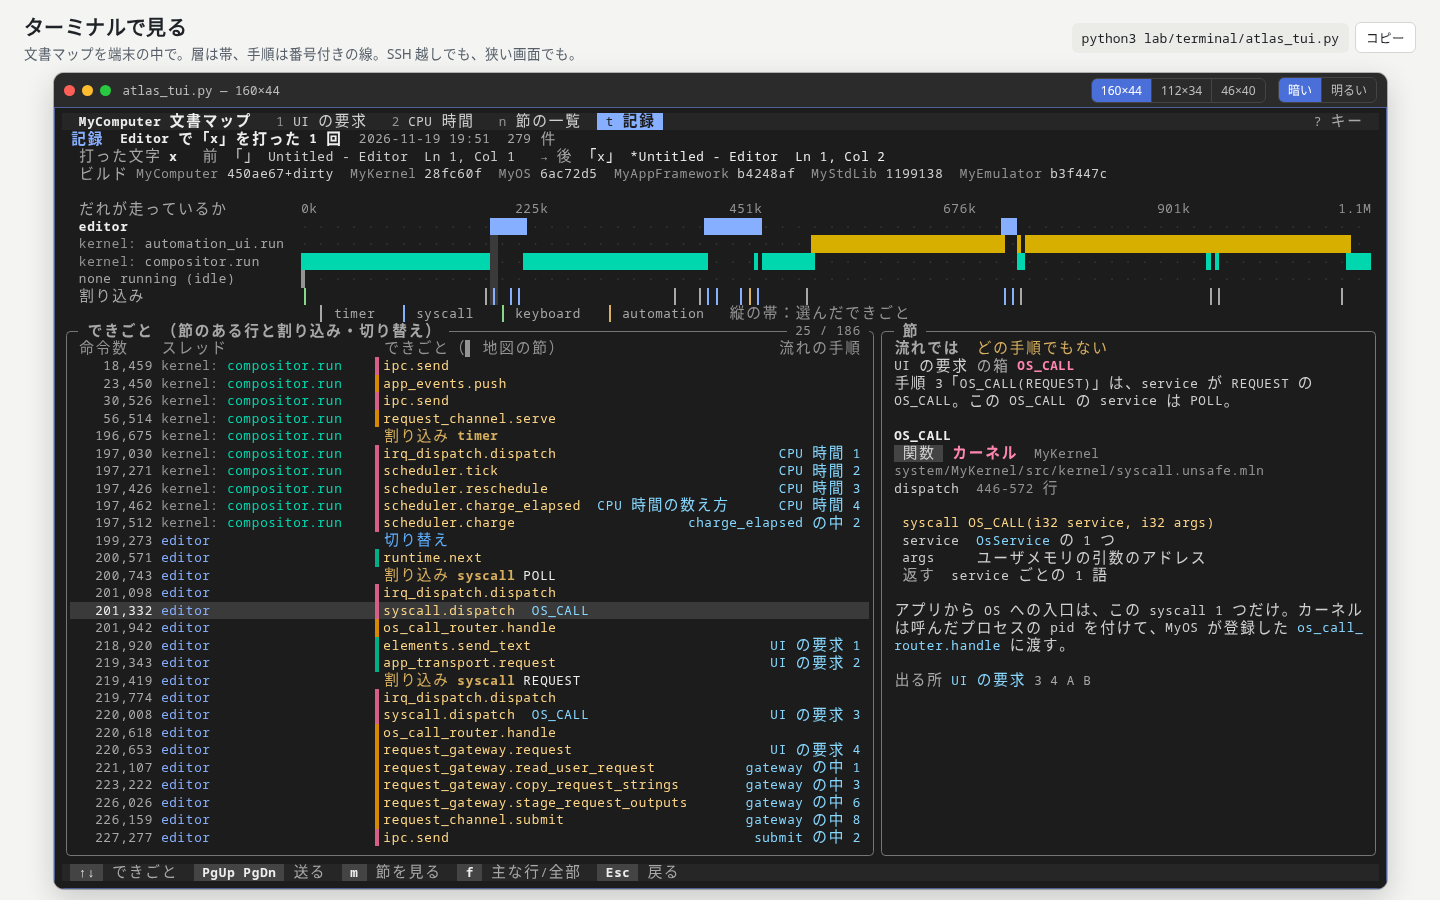 ターミナルで見る
文書マップを端末の中で。層は帯、手順は番号付きの線。SSH 越しでも、狭い画面でも。
python3 lab/terminal/atlas_tui.py コピー
atlas_tui.py — 160×44 160×44 112×34 46×40 暗い 明るい
MyComputer 文書マップ 1 UI の要求 2 CPU 時間 n 節の一覧 t 記録 ? キー
記録 Editor で「x」を打った 1 回 2026-11-19 19:51 279 件
打った文字 x 前 「」 Untitled - Editor Ln 1, Col 1 → 後 「x」 *Untitled - Editor Ln 1, Col 2
ビルド MyComputer 450ae67+dirty MyKernel 28fc60f MyOS 6ac72d5 MyAppFramework b4248af MyStdLib 1199138 MyEmulator b3f447c
だれが走っているか 0k 225k 451k 676k 901k 1.1M
editor
kernel: automation_ui.run
kernel: compositor.run
none running (idle)
割り込み
timer syscall keyboard automation 縦の帯：選んだできごと
できごと （節のある行と割り込み・切り替え） 25 / 186
命令数 スレッド できごと（ 地図の節） 流れの手順
18,459 kernel: compositor.run ipc.send
23,450 kernel: compositor.run app_events.push
30,526 kernel: compositor.run ipc.send
56,514 kernel: compositor.run request_channel.serve
196,675 kernel: compositor.run 割り込み timer
197,030 kernel: compositor.run irq_dispatch.dispatch CPU 時間 1
197,271 kernel: compositor.run scheduler.tick CPU 時間 2
197,426 kernel: compositor.run scheduler.reschedule CPU 時間 3
197,462 kernel: compositor.run scheduler.charge_elapsed CPU 時間の数え方 CPU 時間 4
197,512 kernel: compositor.run scheduler.charge charge_elapsed の中 2
199,273 editor 切り替え
200,571 editor runtime.next
200,743 editor 割り込み syscall POLL
201,098 editor irq_dispatch.dispatch
201,332 editor syscall.dispatch OS_CALL
201,942 editor os_call_router.handle
218,920 editor elements.send_text UI の要求 1
219,343 editor app_transport.request UI の要求 2
219,419 editor 割り込み syscall REQUEST
219,774 editor irq_dispatch.dispatch
220,008 editor syscall.dispatch OS_CALL UI の要求 3
220,618 editor os_call_router.handle
220,653 editor request_gateway.request UI の要求 4
221,107 editor request_gateway.read_user_request gateway の中 1
223,222 editor request_gateway.copy_request_strings gateway の中 3
226,026 editor request_gateway.stage_request_outputs gateway の中 6
226,159 editor request_channel.submit gateway の中 8
227,277 editor ipc.send submit の中 2
節
流れでは どの手順でもない
UI の要求 の箱 OS_CALL
手順 3「OS_CALL(REQUEST)」は、service が REQUEST の
OS_CALL。この OS_CALL の service は POLL。
OS_CALL
関数 カーネル MyKernel
system/MyKernel/src/kernel/syscall.unsafe.mln
dispatch 446-572 行
syscall OS_CALL(i32 service, i32 args)
service OsService の 1 つ
args ユーザメモリの引数のアドレス
返す service ごとの 1 語
アプリから OS への入口は、この syscall 1 つだけ。カーネル
は呼んだプロセスの pid を付けて、MyOS が登録した os_call_
router.handle に渡す。
出る所 UI の要求 3 4 A B
↑↓ できごと PgUp PgDn 送る m 節を見る f 主な行/全部 Esc 戻る